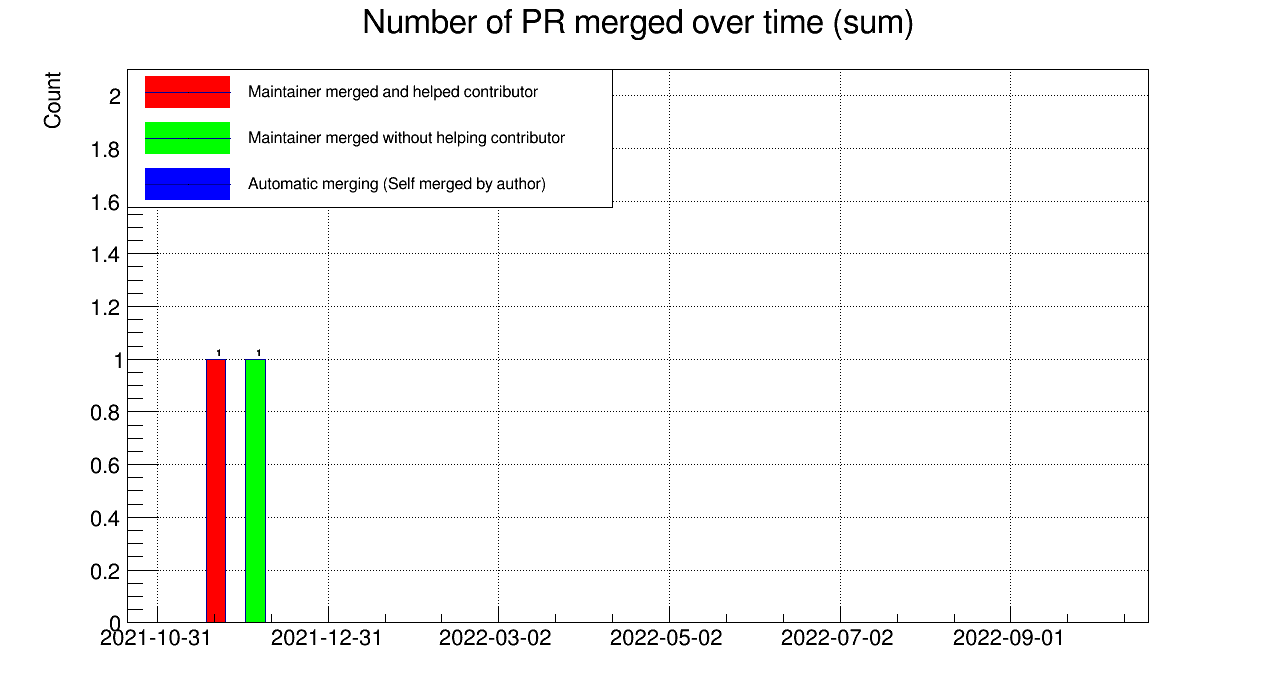 Number of PR merged over time (sum)
Count
Maintainer merged and helped contributor
Maintainer merged without helping contributor
Automatic merging (Self merged by author)
2
1.8
1.6
1.4
1.2
1
0.8
0.6
0.4
0.2
0
1 1
2021-10-31 2021-12-31 2022-03-02 2022-05-02 2022-07-02 2022-09-01